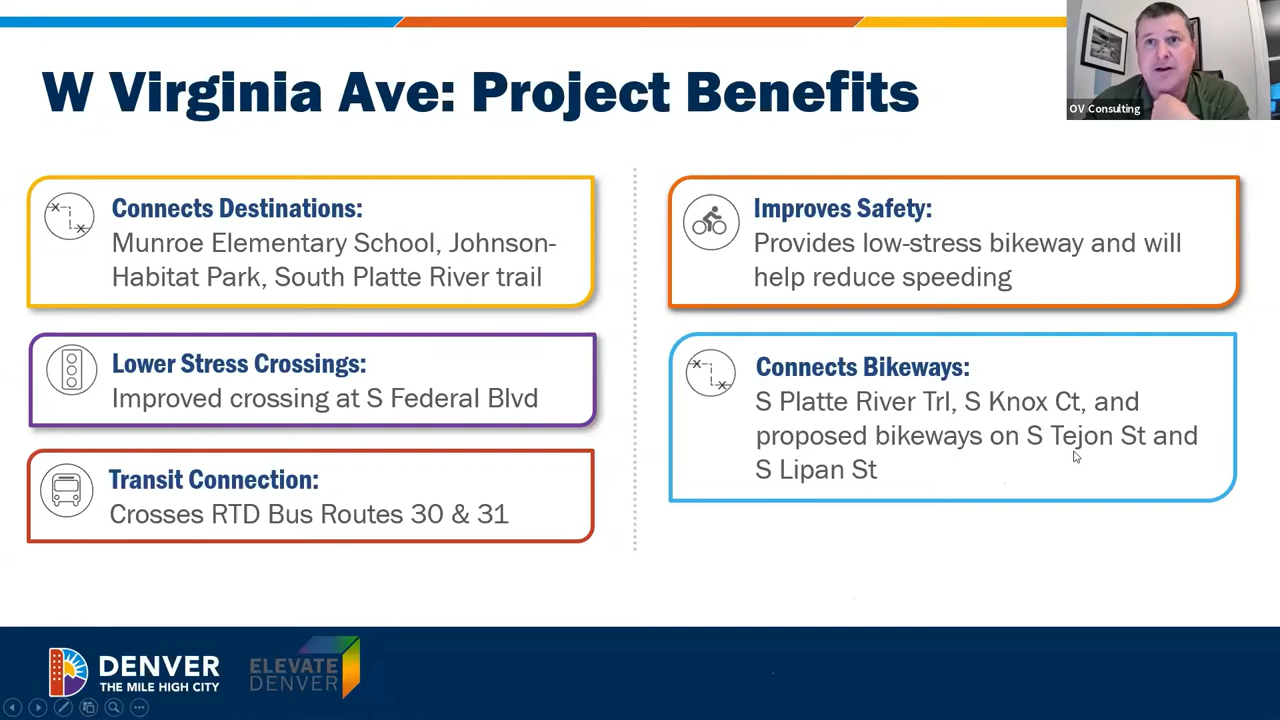 W Virginia Ave: Project Benefits
OV Consulting
Connects Destinations:
Munroe Elementary School, Johnson-
Habitat Park, South Platte River trail
Lower Stress Crossings:
Improved crossing at S Federal Blvd
Transit Connection:
Crosses RTD Bus Routes 30 & 31
Improves Safety:
Provides low-stress bikeway and will
help reduce speeding
Connects Bikeways:
S Platte River Trl, S Knox Ct, and
proposed bikeways on S Tejon St and
S Lipan St
DENVER
THE MILE HIGH CITY
ELEVATE
DENVER